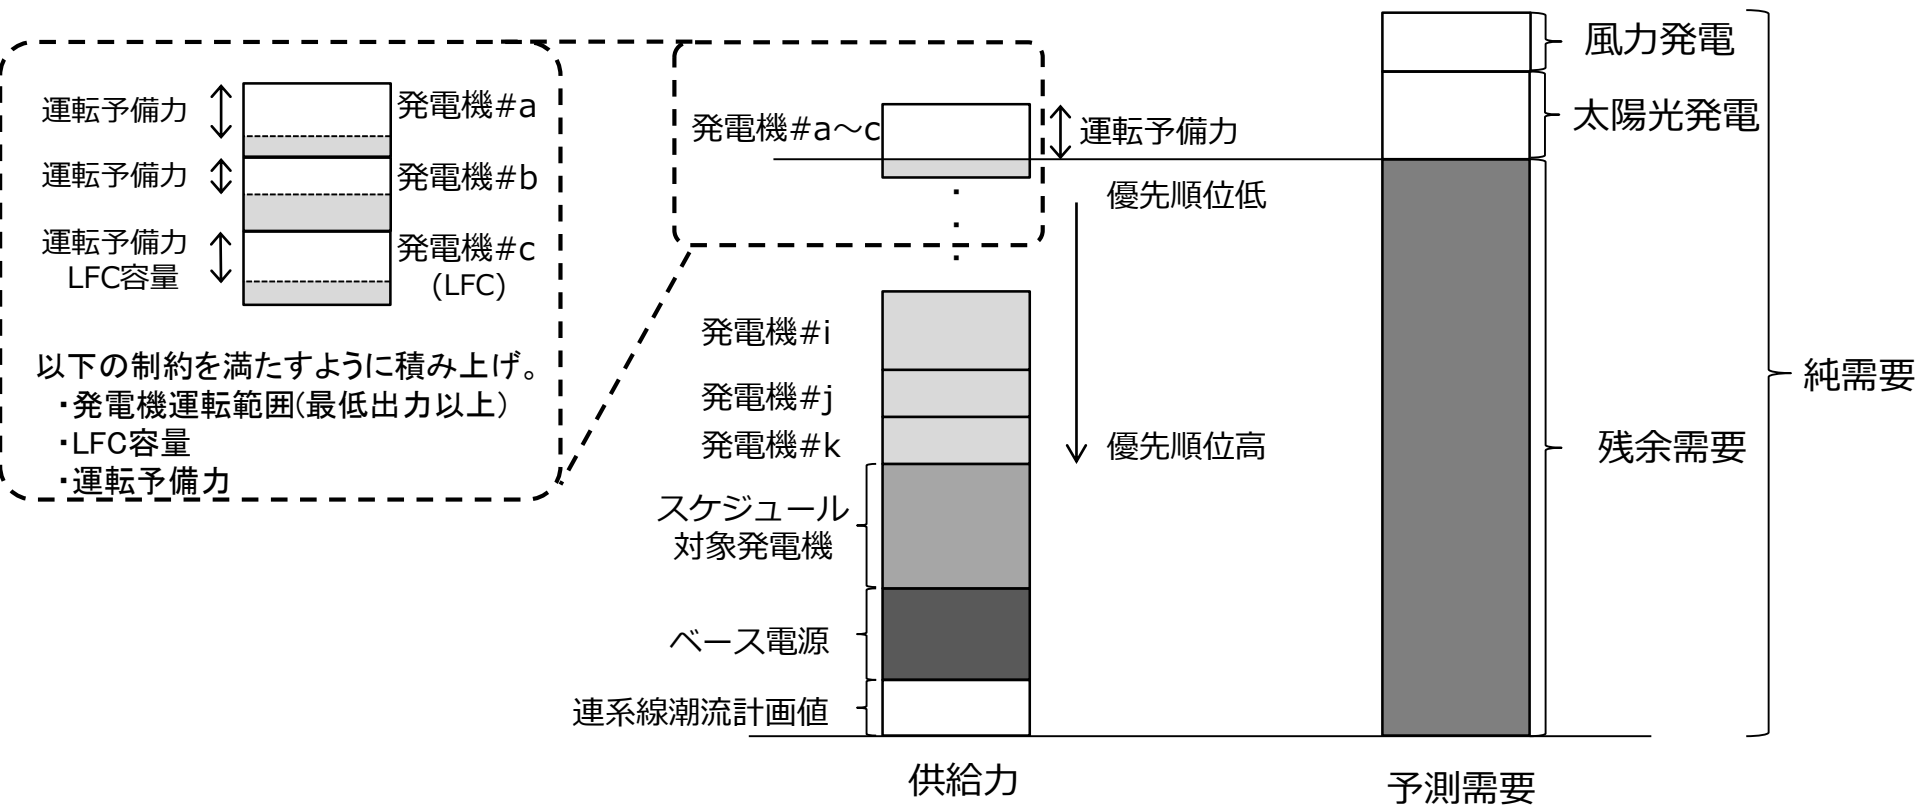 運転予備力
発電機#a
運転予備力
発電機#b
運転予備力
LFC容量
発電機#c
(LFC)
以下の制約を満たすように積み上げ。
・発電機運転範囲(最低出力以上)
・LFC容量
・運転予備力
発電機#a～c
運転予備力
優先順位低
発電機#i
発電機#j
発電機#k
優先順位高
スケジュール
対象発電機
ベース電源
連系線潮流計画値
供給力
風力発電
太陽光発電
残余需要
純需要
予測需要